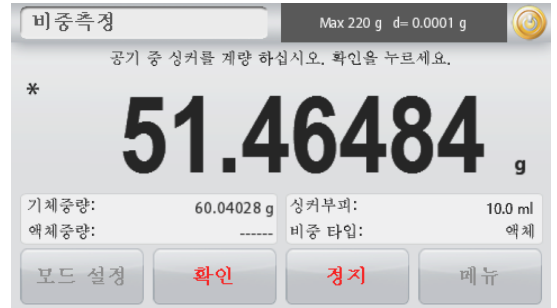 비중측정 Max 220 g d= 0.0001 g
공기 중 싱커를 계량 하십시오. 확인을 누르세요.
*
51.46484 g
기체중량: 60.04028 g 싱커부피: 10.0 ml
액체중량: ------ 비중 타입: 액체
모드 설정 확인 정지 메뉴